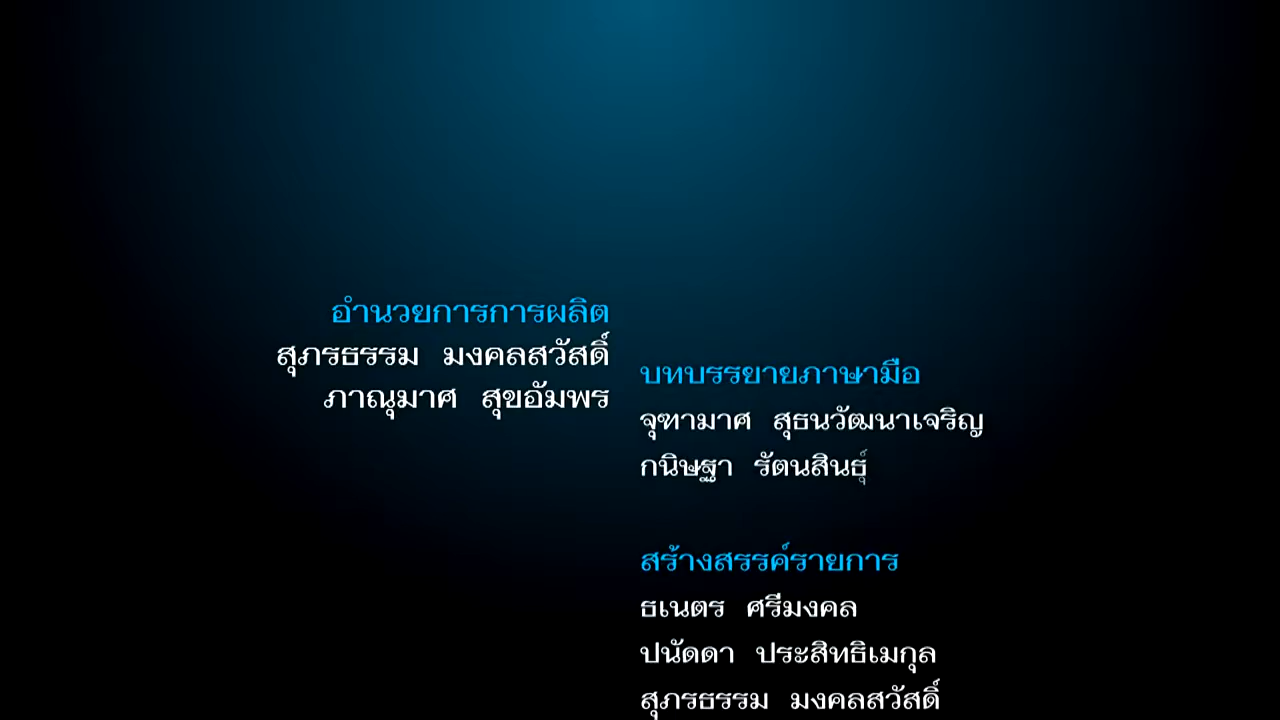 อำนวยการการผลิต
สุภรธรรม มงคลสวัสดิ์
ภาณุมาศ สุขอัมพร
บทบรรยายภาษามือ
จุฑามาศ สุธนวัฒนาเจริญ
กนิษฐา รัตนสินธุ์
สร้างสรรค์รายการ
ธเนตร ศรีมงคล
ปนัดดา ประสิทธิเมกุล
สุภรธรรม มงคลสวัสดิ์